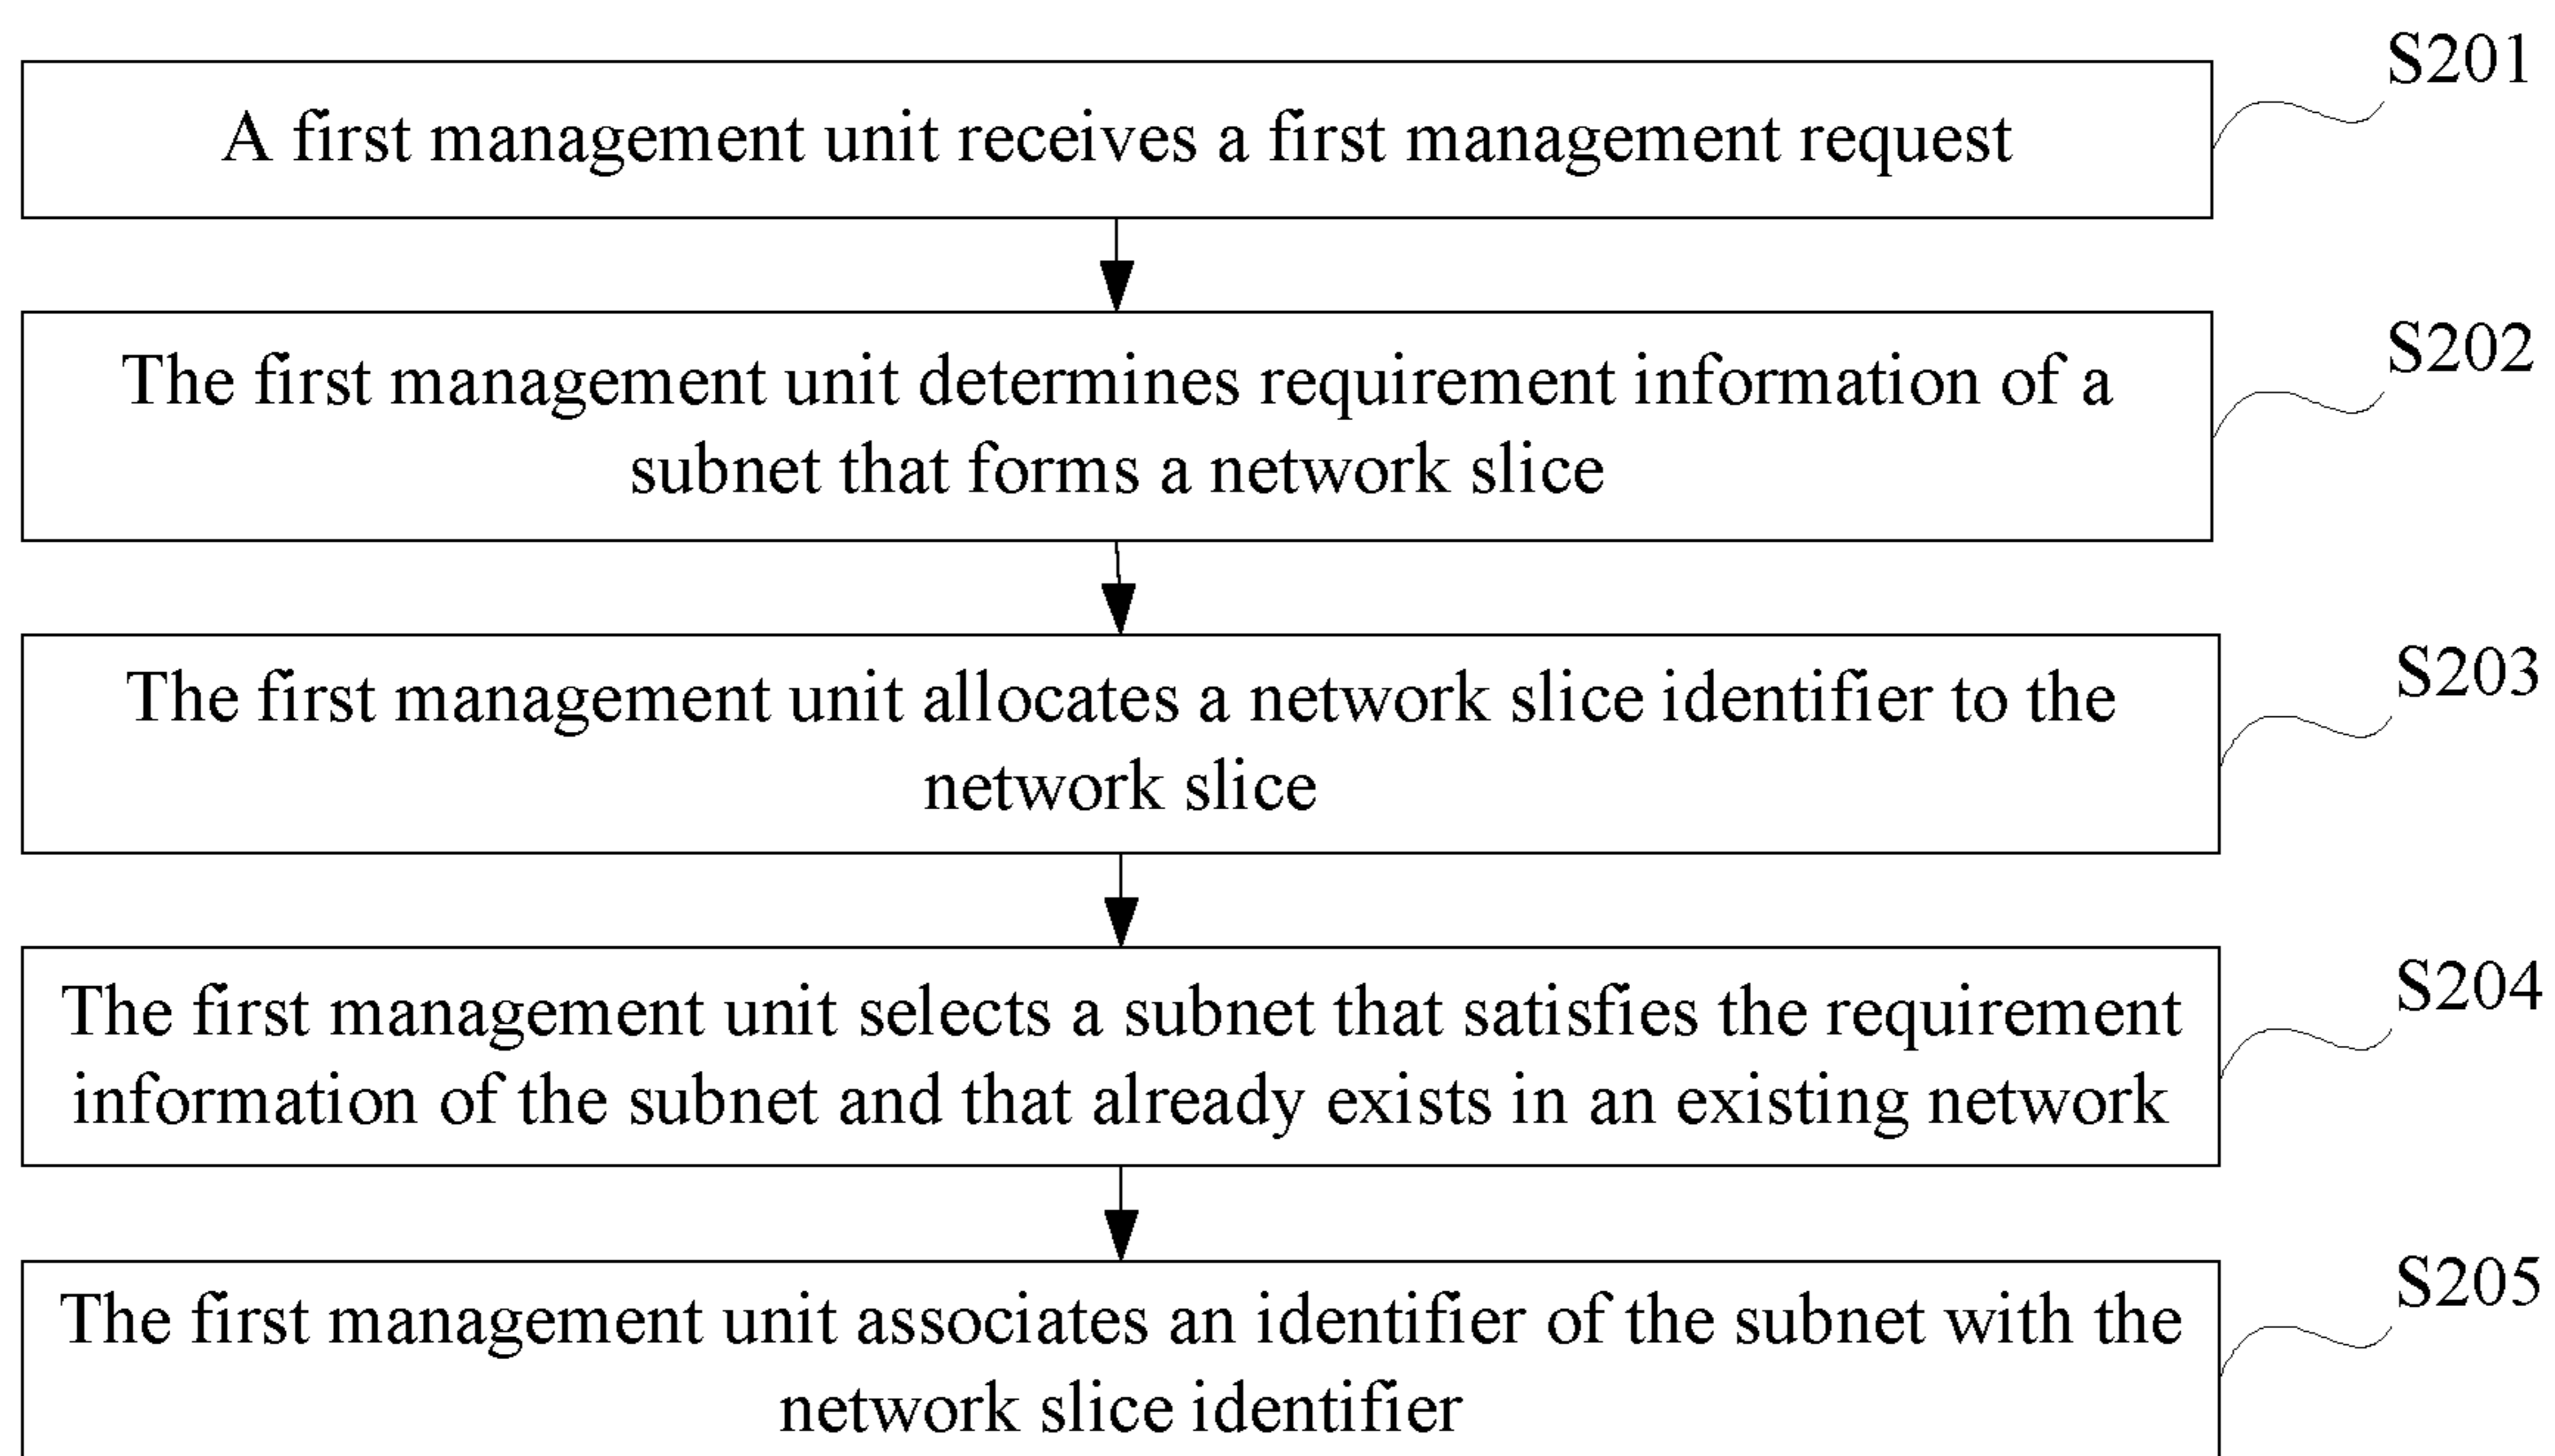 S201
A first management unit receives a first management request
S202
The first management unit determines requirement information of a
subnet that forms a network slice
S203
The first management unit allocates a network slice identifier to the
network slice
S204
The first management unit selects a subnet that satisfies the requirement
information of the subnet and that already exists in an existing network
S205
The first management unit associates an identifier of the subnet with the
network slice identifier